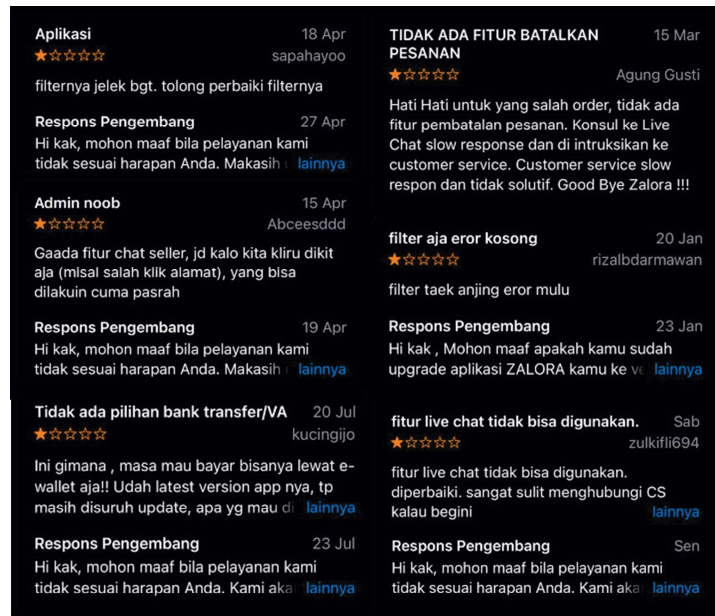 Aplikasi 18 Apr
★☆☆☆☆ sapahayoo
filternya jelek bgt. tolong perbaiki filternya
Respons Pengembang 27 Apr
Hi kak, mohon maaf bila pelayanan kami
tidak sesuai harapan Anda. Makasih lainnya
Admin noob 15 Apr
★☆☆☆☆ Abceesddd
Gaada fitur chat seller, jd kalo kita kliru dikit
aja (misal salah klik alamat), yang bisa
dilakuin cuma pasrah
Respons Pengembang 19 Apr
Hi kak, mohon maaf bila pelayanan kami
tidak sesuai harapan Anda. Makasih lainnya
Tidak ada pilihan bank transfer/VA 20 Jul
★☆☆☆☆ kucingijo
Ini gimana , masa mau bayar bisanya lewat e-
wallet aja!! Udah latest version app nya, tp
masih disuruh update, apa yg mau di lainnya
Respons Pengembang 23 Jul
Hi kak, mohon maaf bila pelayanan kami
tidak sesuai harapan Anda. Kami aka lainnya
TIDAK ADA FITUR BATALKAN 15 Mar
PESANAN
★☆☆☆☆ Agung Gusti
Hati Hati untuk yang salah order, tidak ada
fitur pembatalan pesanan. Konsul ke Live
Chat slow response dan di intruksikan ke
customer service. Customer service slow
respon dan tidak solutif. Good Bye Zalora !!!
filter aja eror kosong 20 Jan
★☆☆☆☆ rizalbdarmawan
filter taek anjing eror mulu
Respons Pengembang 23 Jan
Hi kak , Mohon maaf apakah kamu sudah
upgrade aplikasi ZALORA kamu ke ve lainnya
fitur live chat tidak bisa digunakan. Sab
★☆☆☆☆ zulkifli694
fitur live chat tidak bisa digunakan.
diperbaiki. sangat sulit menghubungi CS
kalau begini lainnya
Respons Pengembang Sen
Hi kak, mohon maaf bila pelayanan kami
tidak sesuai harapan Anda. Kami aka lainnya